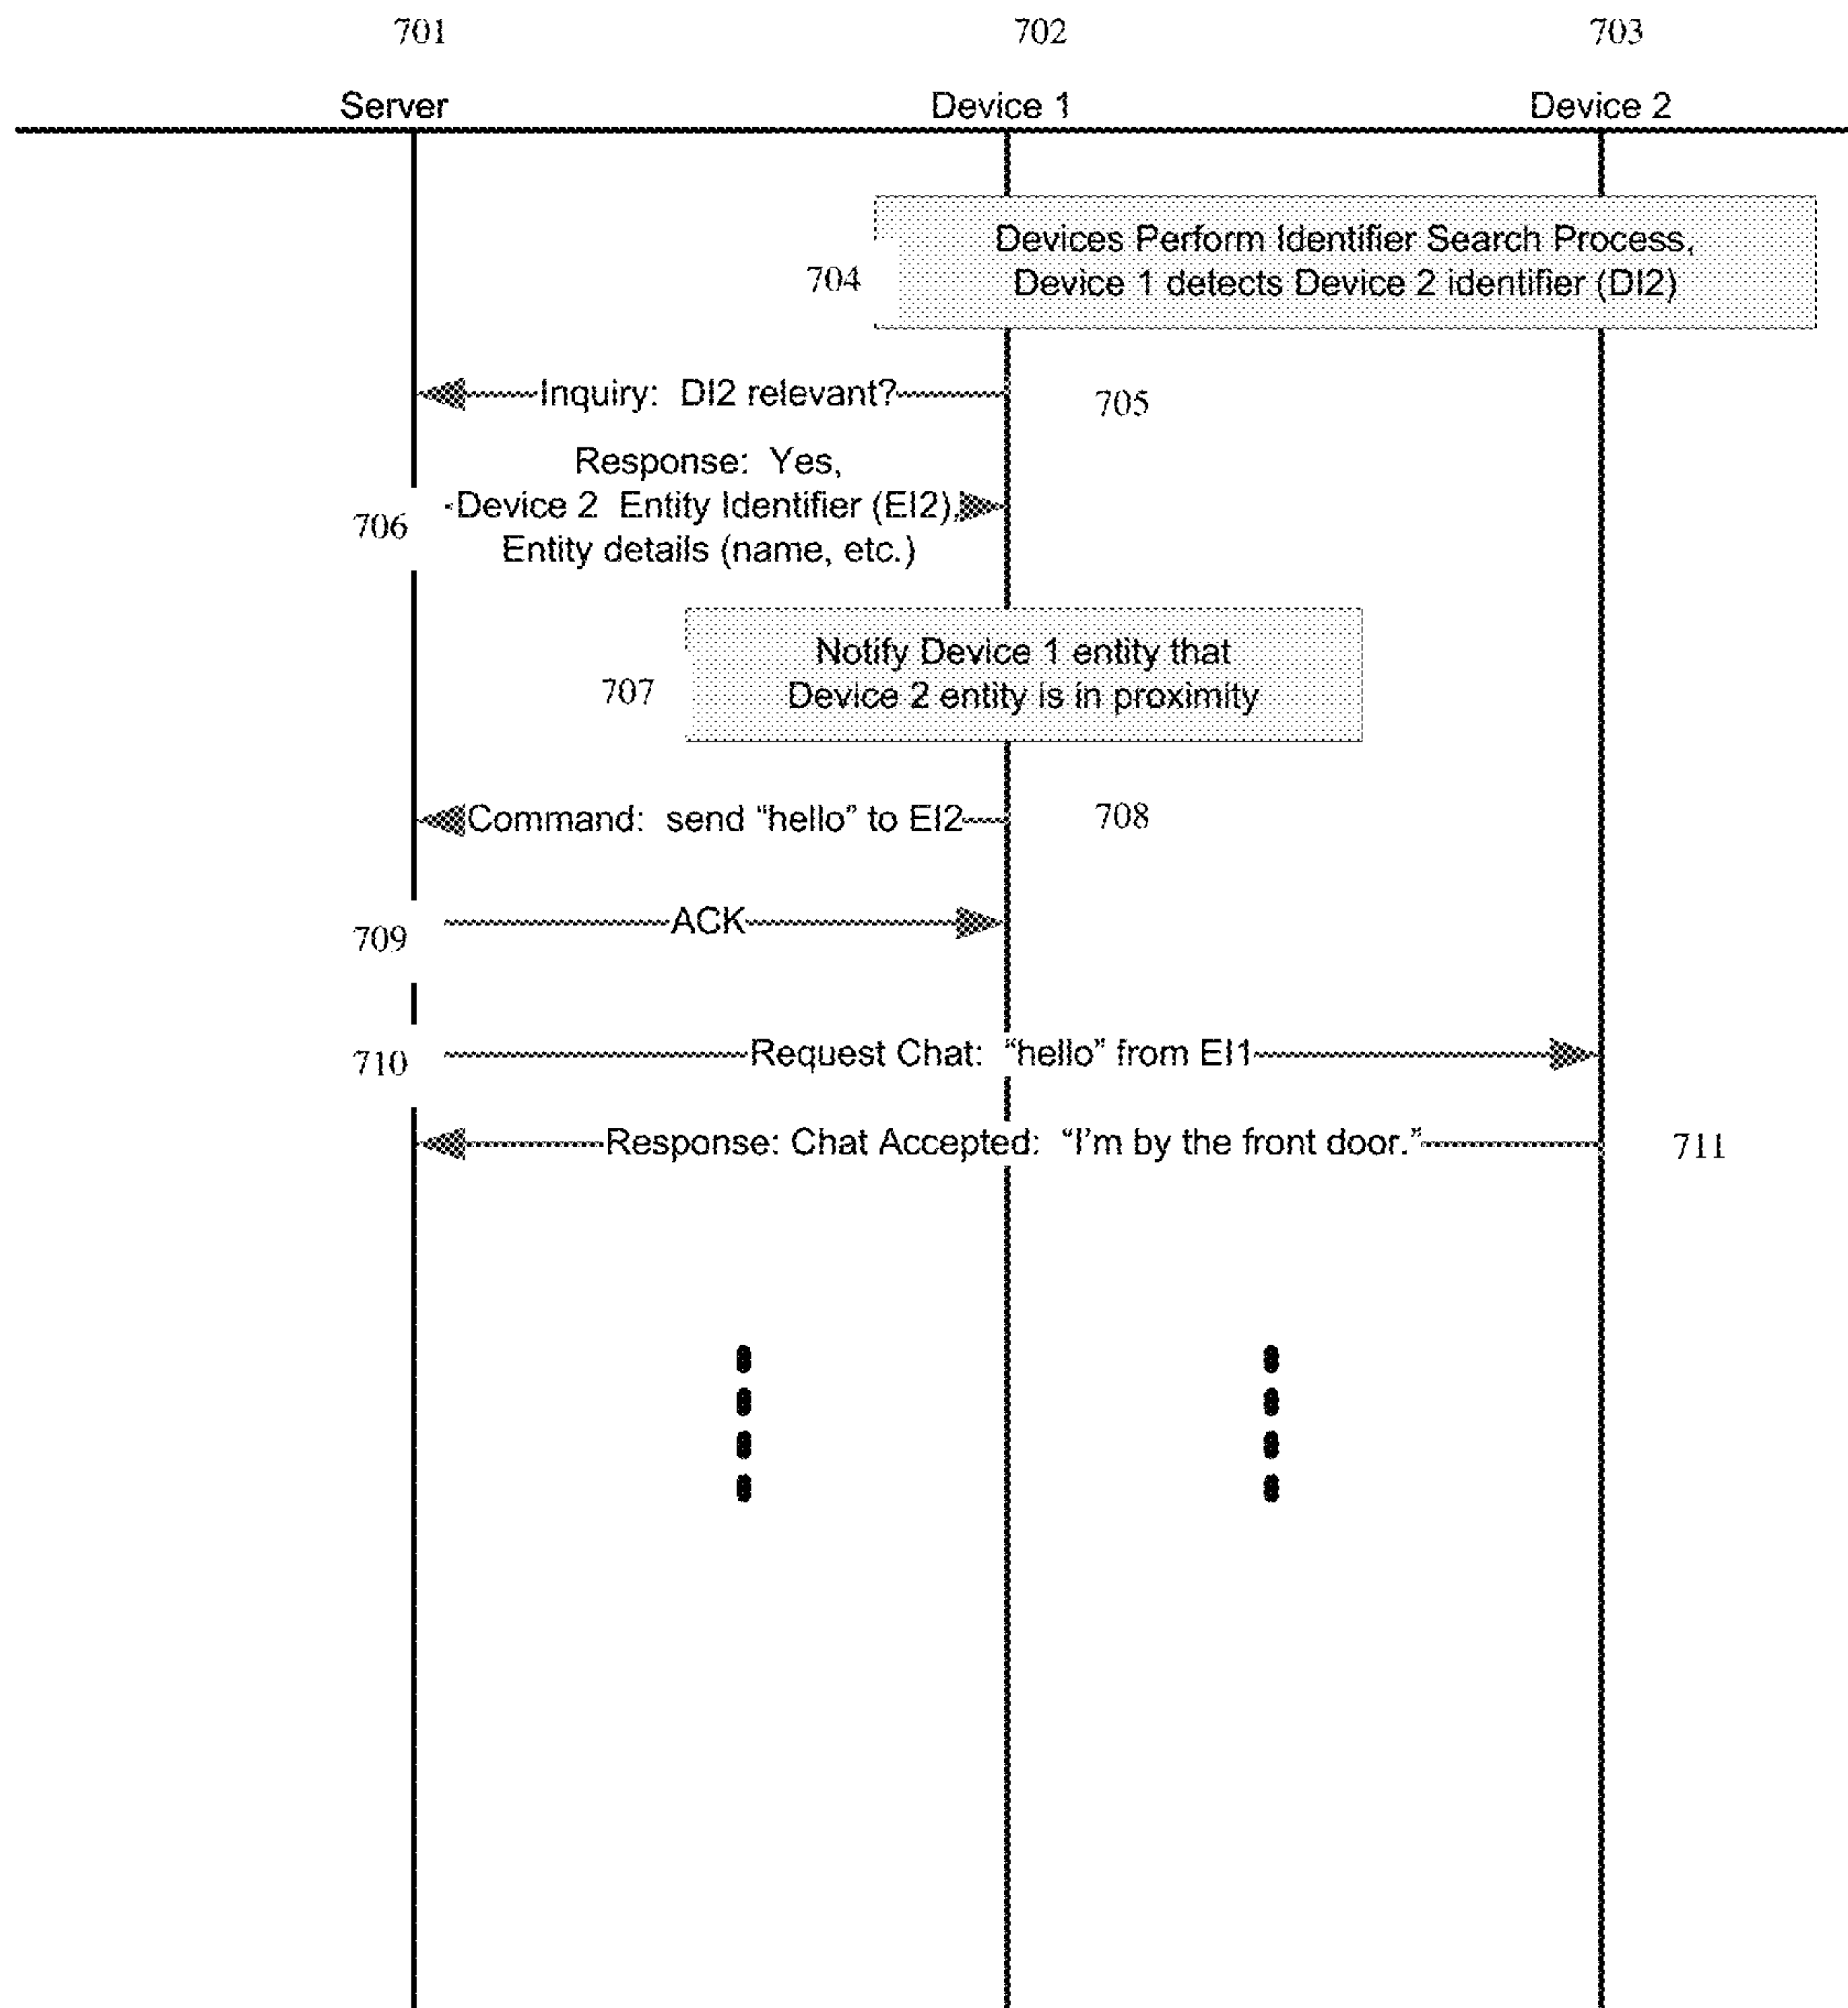 701 702 703
Server Device 1 Device 2
Devices Perform Identifier Search Process,
704 Device 1 detects Device 2 identifier (DI2)
Inquiry: DI2 relevant? 705
Response: Yes,
Device 2 Entity Identifier (EI2),
706
Entity details (name, etc.)
Notify Device 1 entity that
707 Device 2 entity is in proximity
Command: send "hello" to EI2 708
ACK
709
Request Chat: "hello" from EI1
710
Response: Chat Accepted: "I'm by the front door." 711